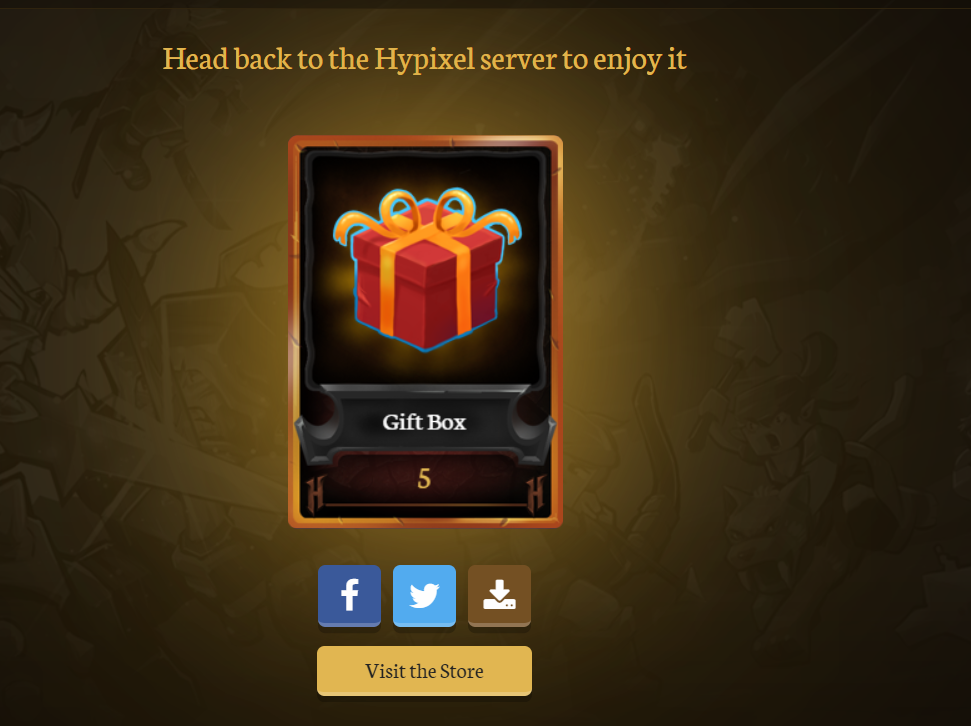 Head back to the Hypixel server to enjoy it
Gift Box
5
H H
Visit the Store